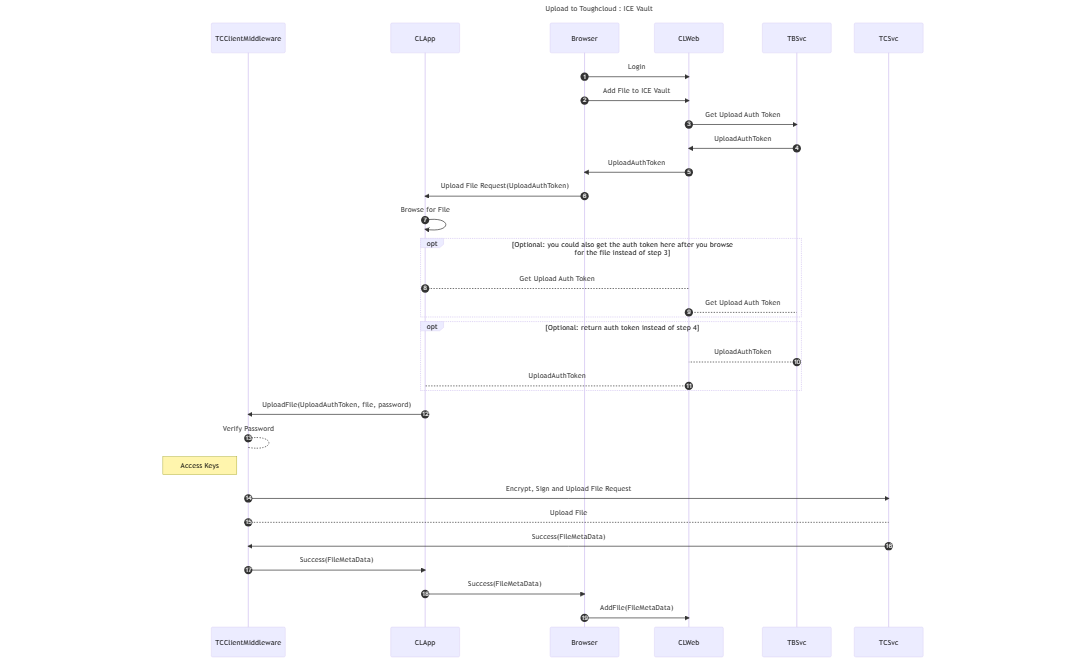 Upload to Toughcloud : ICE Vault
TCClientMiddleware
CLApp
Browser
CLWeb
TBSvc
TCSvc
Login
1
Add File to ICE Vault
2
Get Upload Auth Token
3
UploadAuthToken
4
UploadAuthToken
5
Upload File Request(UploadAuthToken)
6
Browse for File
7
opt
[Optional: you could also get the auth token here after you browse
for the file instead of step 3]
Get Upload Auth Token
8
Get Upload Auth Token
9
opt
[Optional: return auth token instead of step 4]
UploadAuthToken
10
UploadAuthToken
11
UploadFile(UploadAuthToken, file, password)
12
Verify Password
13
Access Keys
Encrypt, Sign and Upload File Request
14
Upload File
15
Success(FileMetaData)
16
Success(FileMetaData)
17
Success(FileMetaData)
18
AddFile(FileMetaData)
19
TCClientMiddleware
CLApp
Browser
CLWeb
TBSvc
TCSvc